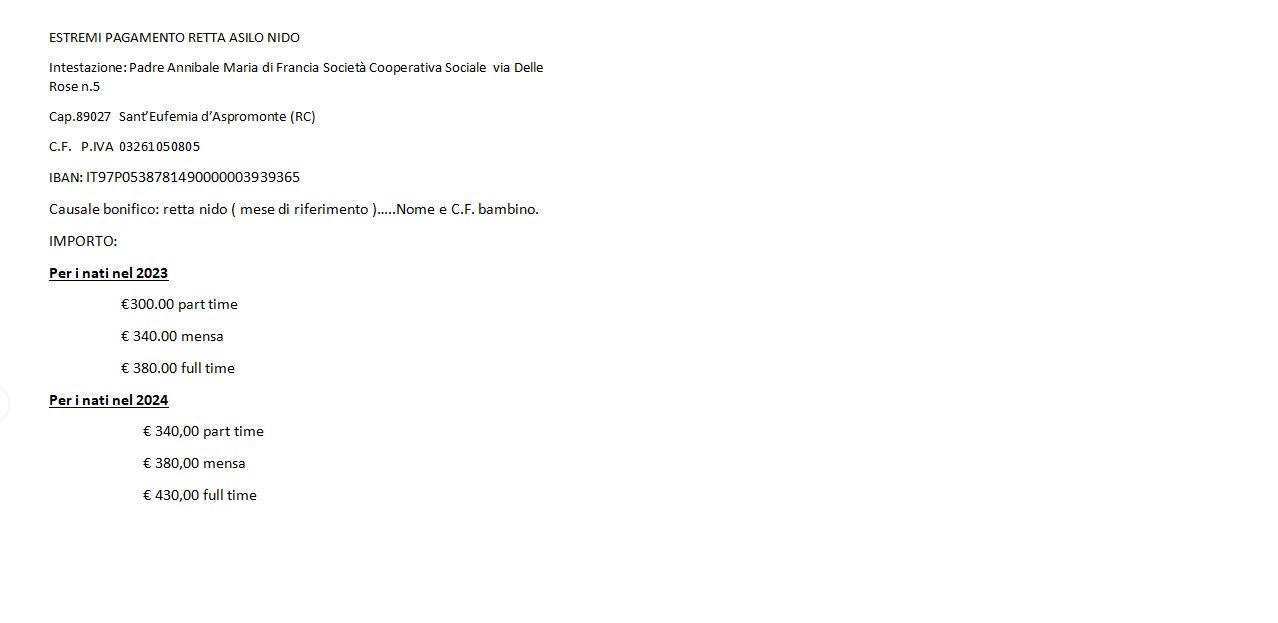 ESTREMI PAGAMENTO RETTA ASILO NIDO
Intestazione: Padre Annibale Maria di Francia Società Cooperativa Sociale via Delle
Rose n.5
Cap.89027 Sant'Eufemia d'Aspromonte (RC)
C.F. P.IVA 03261050805
IBAN: IT97P0538781490000003939365
Causale bonifico: retta nido ( mese di riferimento ).....Nome e C.F. bambino.
IMPORTO:
Per i nati nel 2023
€300.00 part time
€ 340.00 mensa
€ 380.00 full time
Per i nati nel 2024
€ 340,00 part time
€ 380,00 mensa
€ 430,00 full time